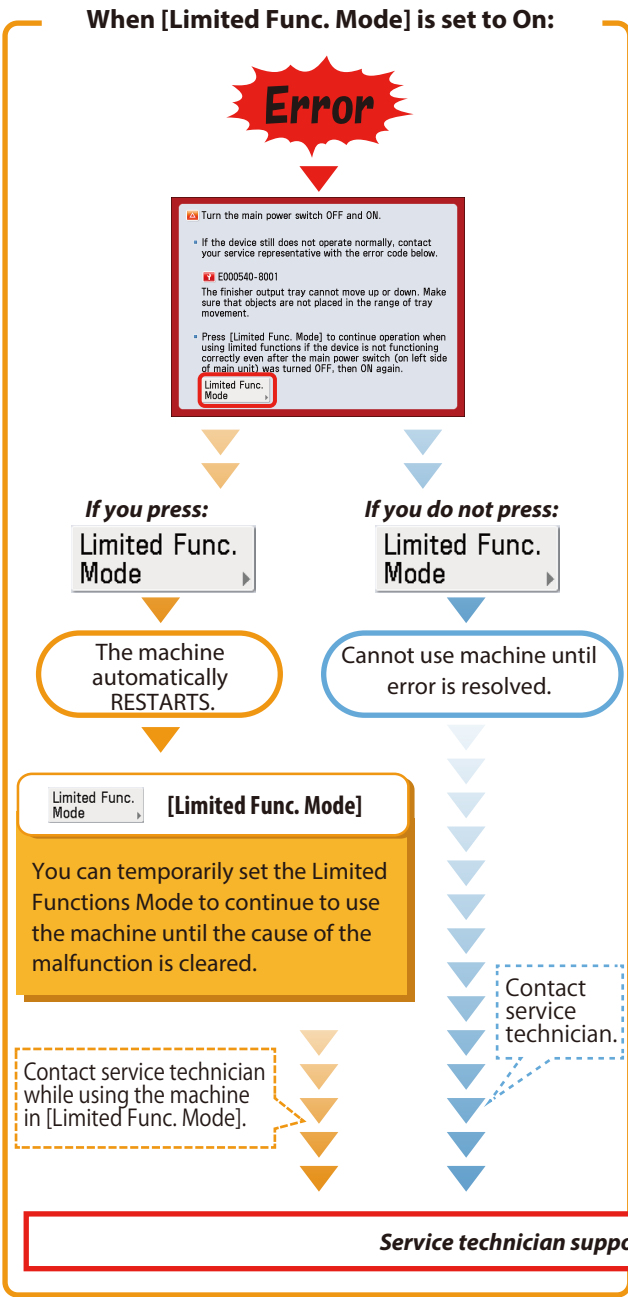 When [Limited Func. Mode] is set to On:
Error
Turn the main power switch OFF and ON.
If the device still does not operate normally, contact
your service representative with the error code below.
E000540-8001
The finisher output tray cannot move up or down. Make
sure that objects are not placed in the range of tray
movement.
Press [Limited Func. Mode] to continue operation when
using limited functions if the device is not functioning
correctly even after the main power switch (on left side
of main unit) was turned OFF, then ON again.
Limited Func.
Mode
If you press:
Limited Func.
Mode
The machine
automatically
RESTARTS.
If you do not press:
Limited Func.
Mode
Cannot use machine until
error is resolved.
Limited Func.
Mode
[Limited Func. Mode]
You can temporarily set the Limited
Functions Mode to continue to use
the machine until the cause of the
malfunction is cleared.
Contact
service
technician.
Contact service technician
while using the machine
in [Limited Func. Mode].
Service technician suppo